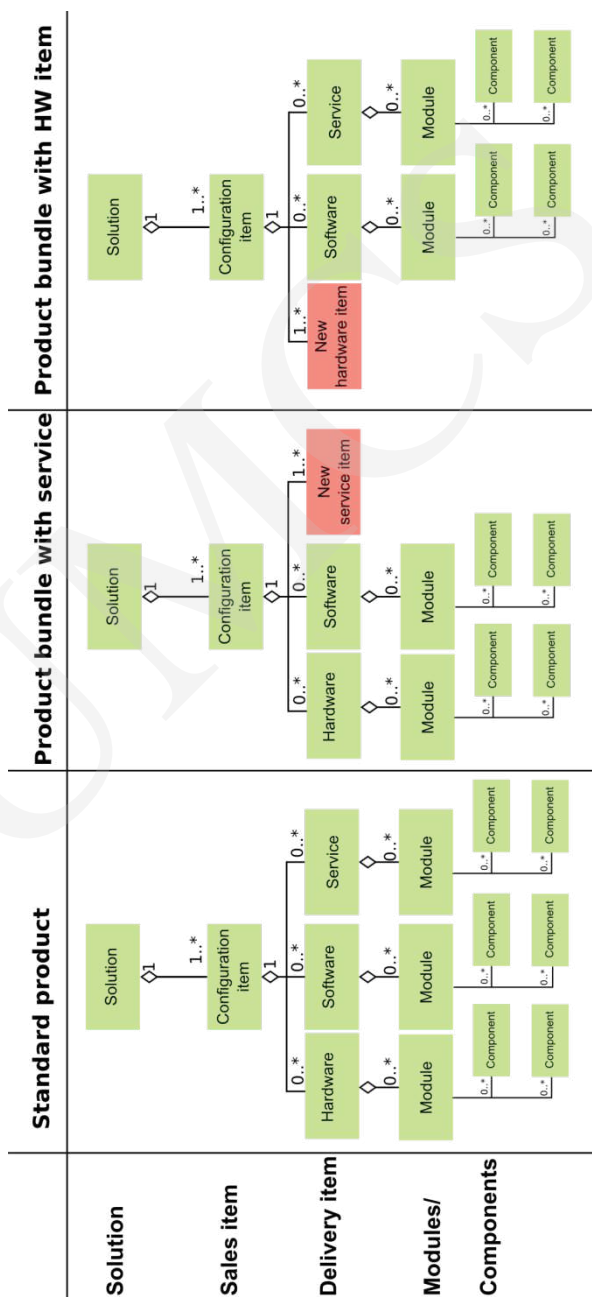 Standard product
Product bundle with service
Product bundle with HW item
Solution
Solution
Solution
Solution
1
1
1
1..*
1..*
1..*
Sales item
Configuration
item
Configuration
item
Configuration
item
1
1
1
0..*
0..*
0..*
0..*
0..*
1..*
1..*
0..*
0..*
Delivery item
Hardware
Software
Service
Hardware
Software
New
service item
New
hardware item
Software
Service
0..*
0..*
0..*
0..*
0..*
0..*
0..*
Modules/
Module
Module
Module
Module
Module
Module
Module
Components
0..*
Component
0..*
Component
0..*
Component
0..*
Component
0..*
Component
0..*
Component
0..*
Component
0..*
Component
0..*
Component
0..*
Component
0..*
Component
0..*
Component
0..*
Component
0..*
Component
UMCS